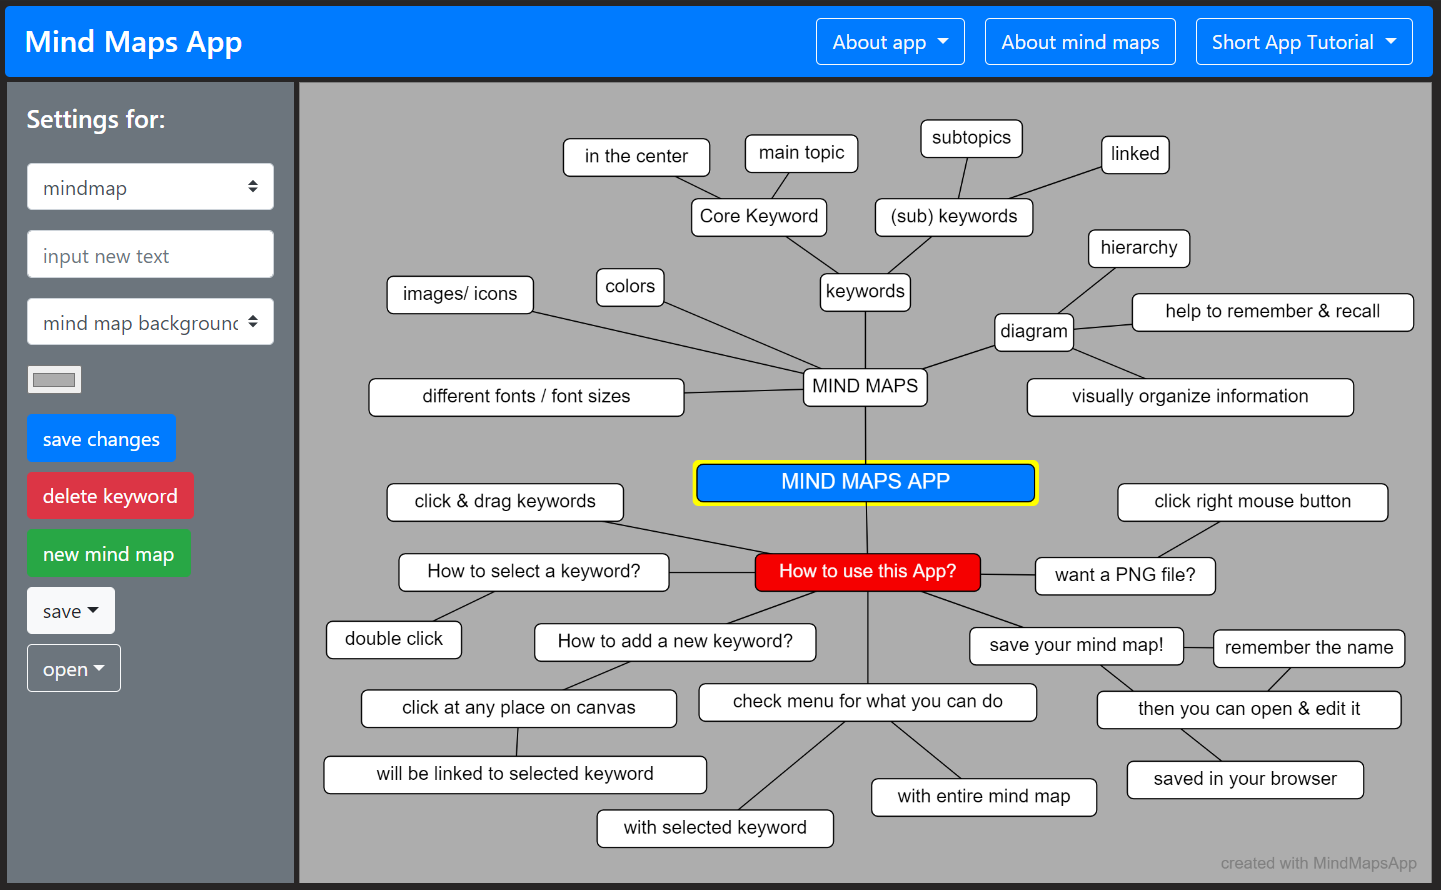 Mind Maps App
About app
About mind maps
Short App Tutorial
Settings for:
mindmap
input new text
mind map background
save changes
delete keyword
new mind map
save
open
subtopics
main topic
linked
in the center
Core Keyword
(sub) keywords
hierarchy
colors
keywords
images/ icons
help to remember & recall
diagram
MIND MAPS
different fonts / font sizes
visually organize information
MIND MAPS APP
click & drag keywords
click right mouse button
How to select a keyword?
How to use this App?
want a PNG file?
double click
How to add a new keyword?
save your mind map!
remember the name
click at any place on canvas
check menu for what you can do
then you can open & edit it
will be linked to selected keyword
saved in your browser
with entire mind map
with selected keyword
created with MindMapsApp